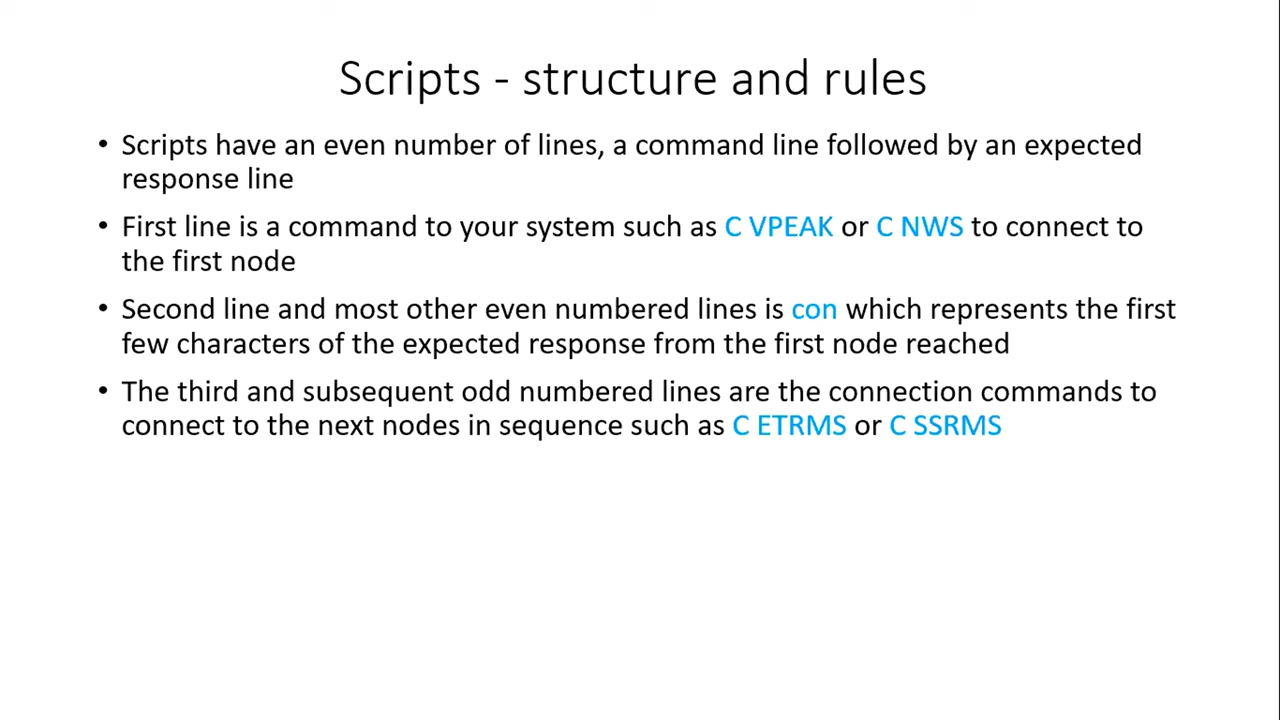 Scripts - structure and rules
• Scripts have an even number of lines, a command line followed by an expected
response line
• First line is a command to your system such as C VPEAK or C NWS to connect to
the first node
• Second line and most other even numbered lines is con which represents the first
few characters of the expected response from the first node reached
• The third and subsequent odd numbered lines are the connection commands to
connect to the next nodes in sequence such as C ETRMS or C SSRMS